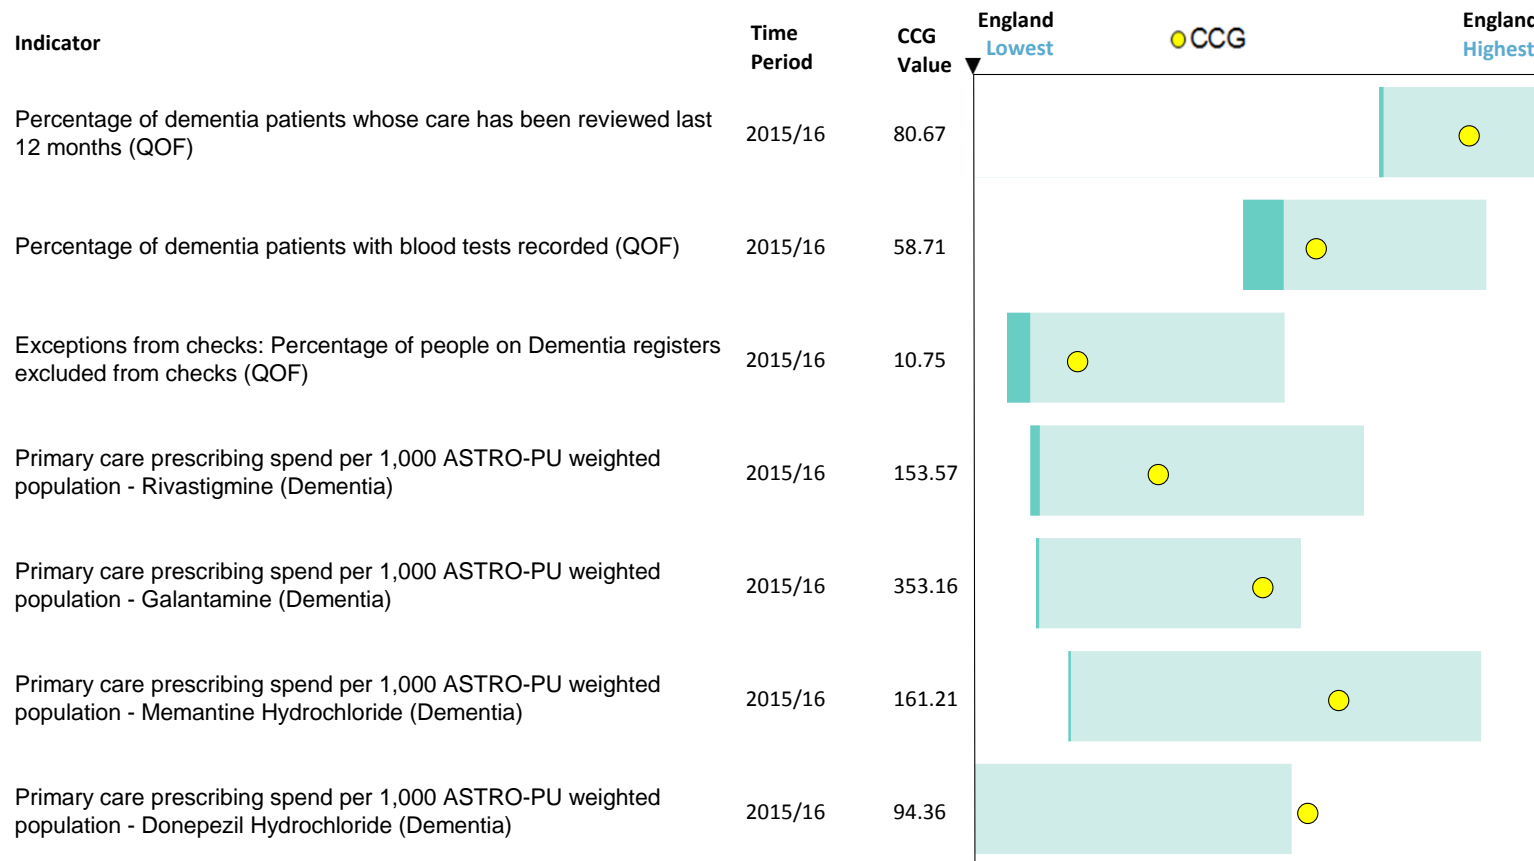 Indicator
Time
Period
CCG
Value
England
Lowest
CCG
England
Highest
Percentage of dementia patients whose care has been reviewed last
12 months (QOF)
2015/16
80.67
Percentage of dementia patients with blood tests recorded (QOF)
2015/16
58.71
Exceptions from checks: Percentage of people on Dementia registers
excluded from checks (QOF)
2015/16
10.75
Primary care prescribing spend per 1,000 ASTRO-PU weighted
population - Rivastigmine (Dementia)
2015/16
153.57
Primary care prescribing spend per 1,000 ASTRO-PU weighted
population - Galantamine (Dementia)
2015/16
353.16
Primary care prescribing spend per 1,000 ASTRO-PU weighted
population - Memantine Hydrochloride (Dementia)
2015/16
161.21
Primary care prescribing spend per 1,000 ASTRO-PU weighted
population - Donepezil Hydrochloride (Dementia)
2015/16
94.36